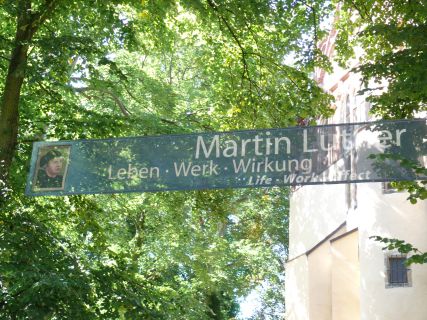 Martin Luther
Leben · Werk · Wirkung
Life · Work · Effect